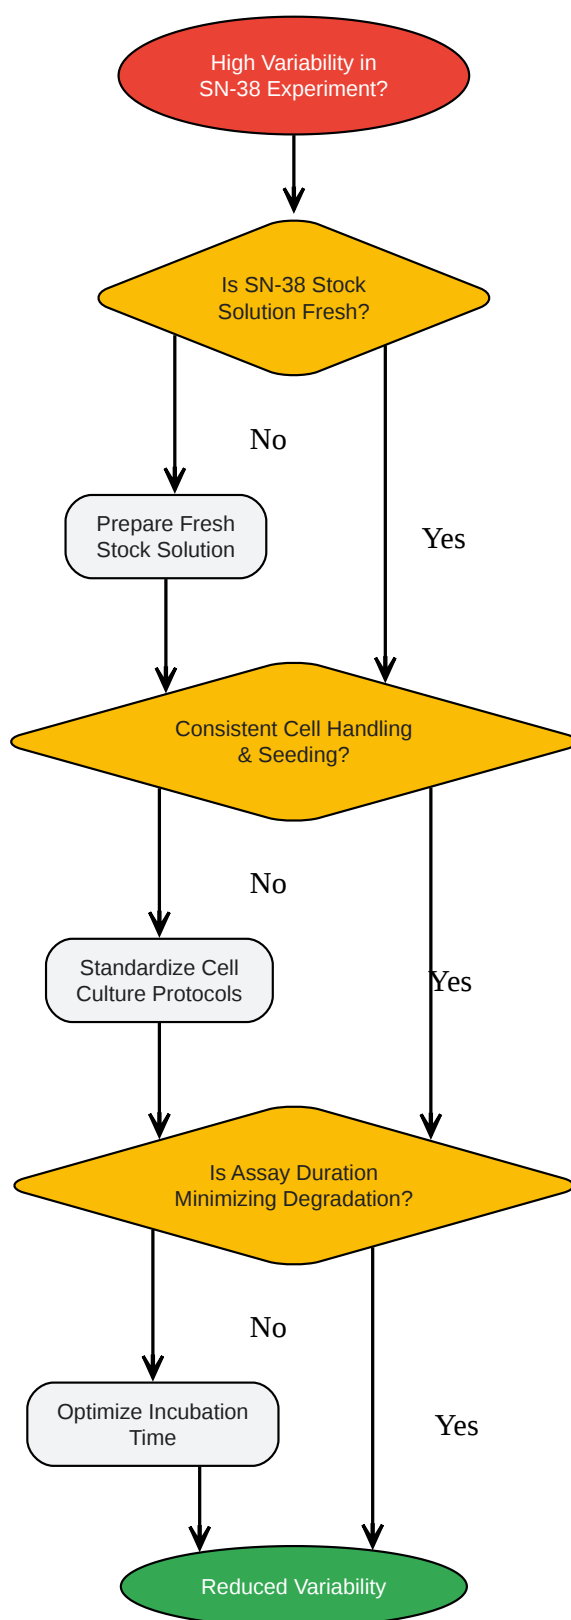 High Variability in
SN-38 Experiment?
Is SN-38 Stock
Solution Fresh?
No
Prepare Fresh
Stock Solution
Yes
Consistent Cell Handling
& Seeding?
No
Standardize Cell
Culture Protocols
Yes
Is Assay Duration
Minimizing Degradation?
No
Optimize Incubation
Time
Yes
Reduced Variability